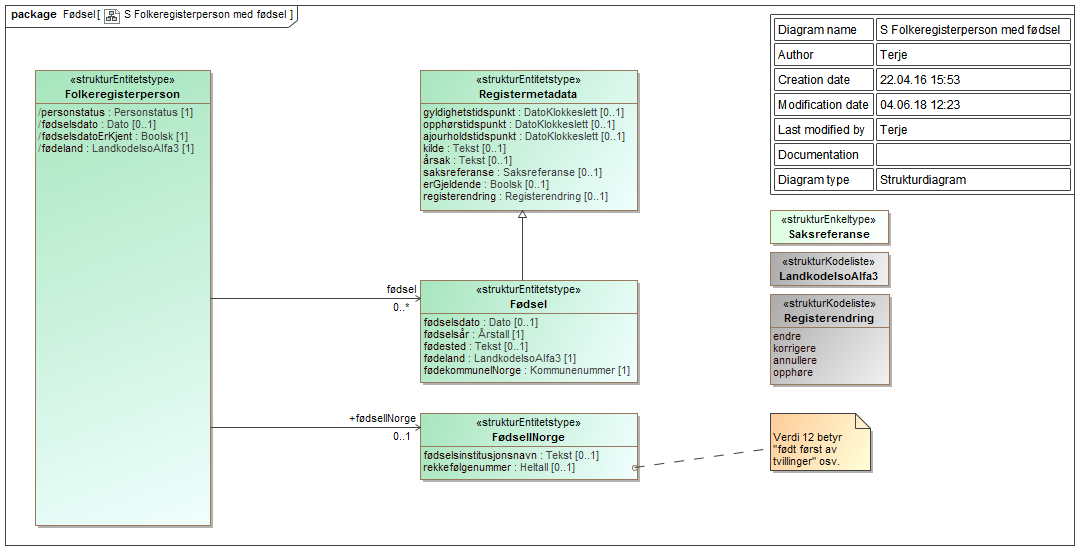 package Fødsel[ S Folkeregisterperson med fødsel ]
«strukturEntitetstype»
Folkeregisterperson
/personstatus : Personstatus [1]
/fødselsdato : Dato [0..1]
/fødselsdatoErKjent : Boolsk [1]
/fødeland : LandkodeIsoAlfa3 [1]
«strukturEntitetstype»
Registermetadata
gyldighetstidspunkt : DatoKlokkeslett [0..1]
opphørstidspunkt : DatoKlokkeslett [0..1]
ajourholdstidspunkt : DatoKlokkeslett [0..1]
kilde : Tekst [0..1]
årsak : Tekst [0..1]
saksreferanse : Saksreferanse [0..1]
erGjeldende : Boolsk [0..1]
registerendring : Registerendring [0..1]
fødsel
0..*
«strukturEntitetstype»
Fødsel
fødselsdato : Dato [0..1]
fødselsår : Årstall [1]
fødested : Tekst [0..1]
fødeland : LandkodeIsoAlfa3 [1]
fødekommuneINorge : Kommunenummer [1]
+fødselINorge
0..1
«strukturEntitetstype»
FødselINorge
fødselsinstitusjonsnavn : Tekst [0..1]
rekkefølgenummer : Heltall [0..1]
Diagram name S Folkeregisterperson med fødsel
Author Terje
Creation date 22.04.16 15:53
Modification date 04.06.18 12:23
Last modified by Terje
Documentation
Diagram type Strukturdiagram
«strukturEnkeltype»
Saksreferanse
«strukturKodeliste»
LandkodeIsoAlfa3
«strukturKodeliste»
Registerendring
endre
korrigere
annullere
opphøre
Verdi 12 betyr
"født først av
tvillinger" osv.